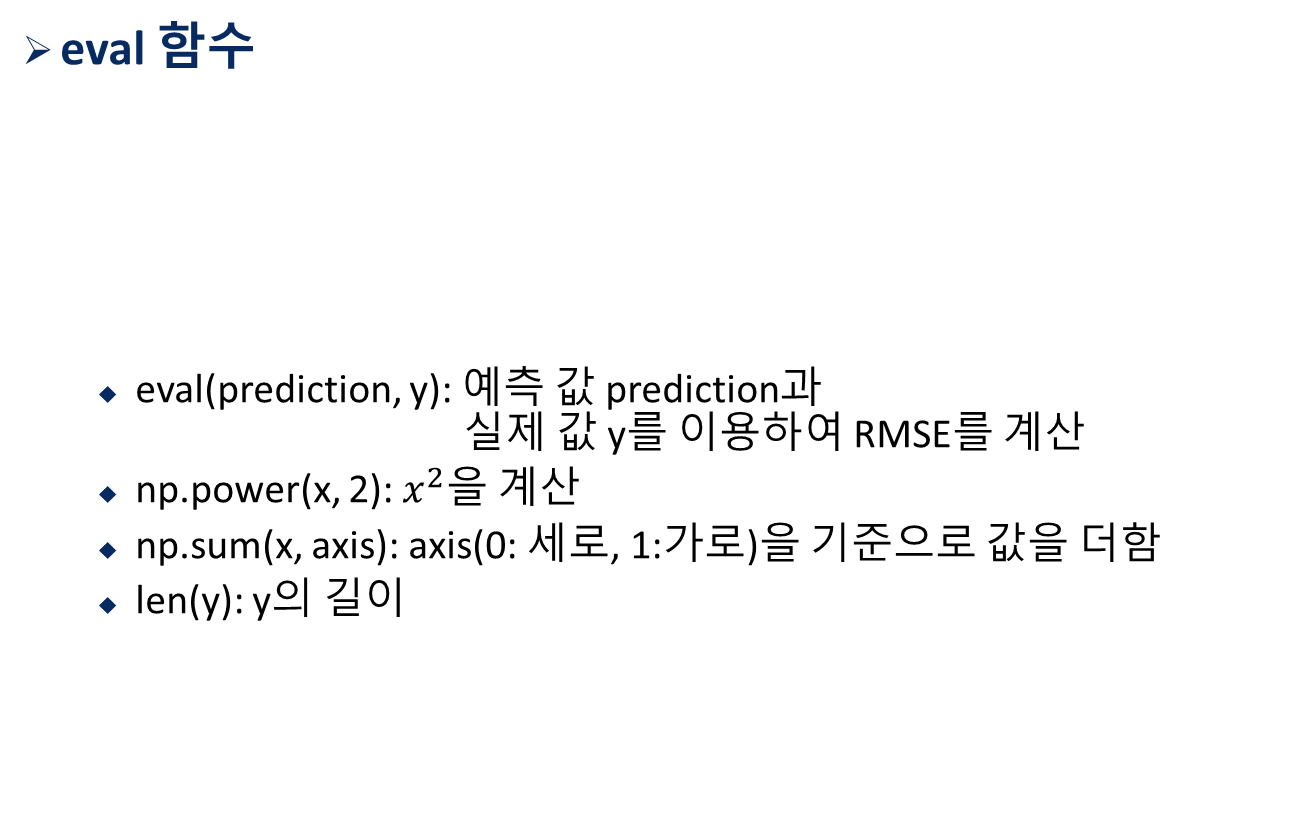 eval 함수
eval(prediction, y): 예측 값 prediction과
실제 값 y를 이용하여 RMSE를 계산
np.power(x, 2): 𝑥²을 계산
np.sum(x, axis): axis(0: 세로, 1:가로)을 기준으로 값을 더함
len(y): y의 길이